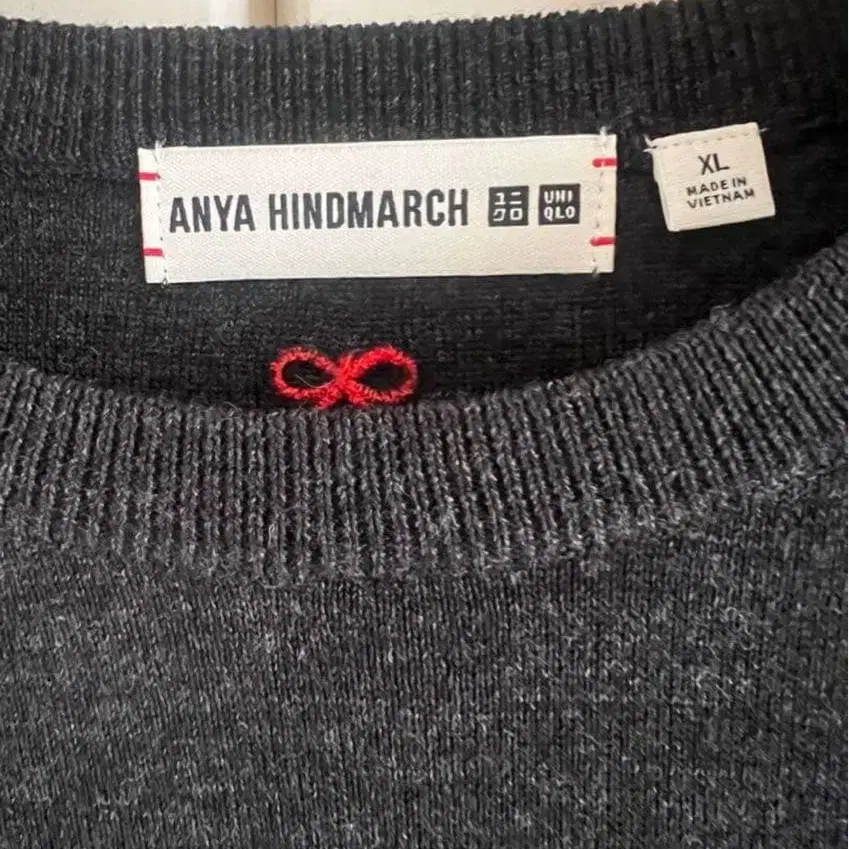 ANYA HINDMARCH ユニ UNI
クロ QLO
XL
MADE IN
VIETNAM